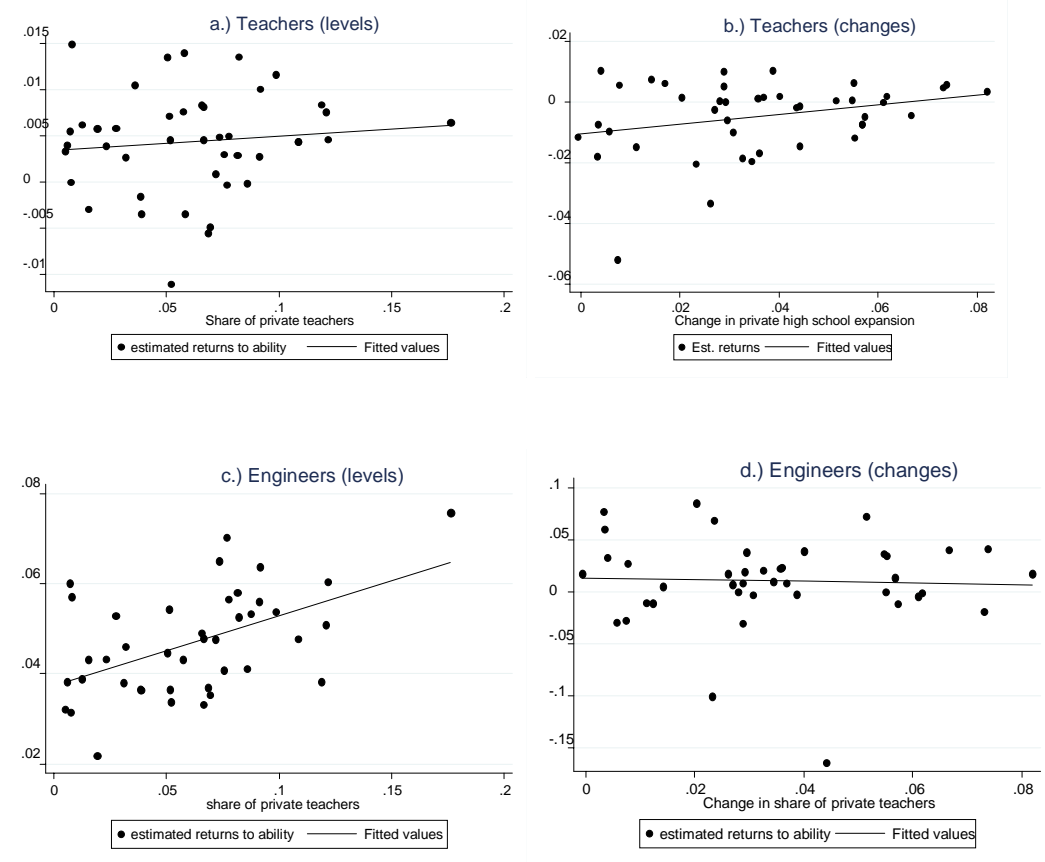 a.) Teachers (levels)
.015
.01
.005
0
-.005
-.01
0 .05 .1 .15 .2
Share of private teachers
estimated returns to ability Fitted values
b.) Teachers (changes)
.02
0
-.02
-.04
-.06
0 .02 .04 .06 .08
Change in private high school expansion
Est. returns Fitted values
c.) Engineers (levels)
.08
.06
.04
.02
0 .05 .1 .15 .2
share of private teachers
estimated returns to ability Fitted values
d.) Engineers (changes)
.1
.05
0
-.05
-.1
-.15
0 .02 .04 .06 .08
Change in share of private teachers
estimated returns to ability Fitted values